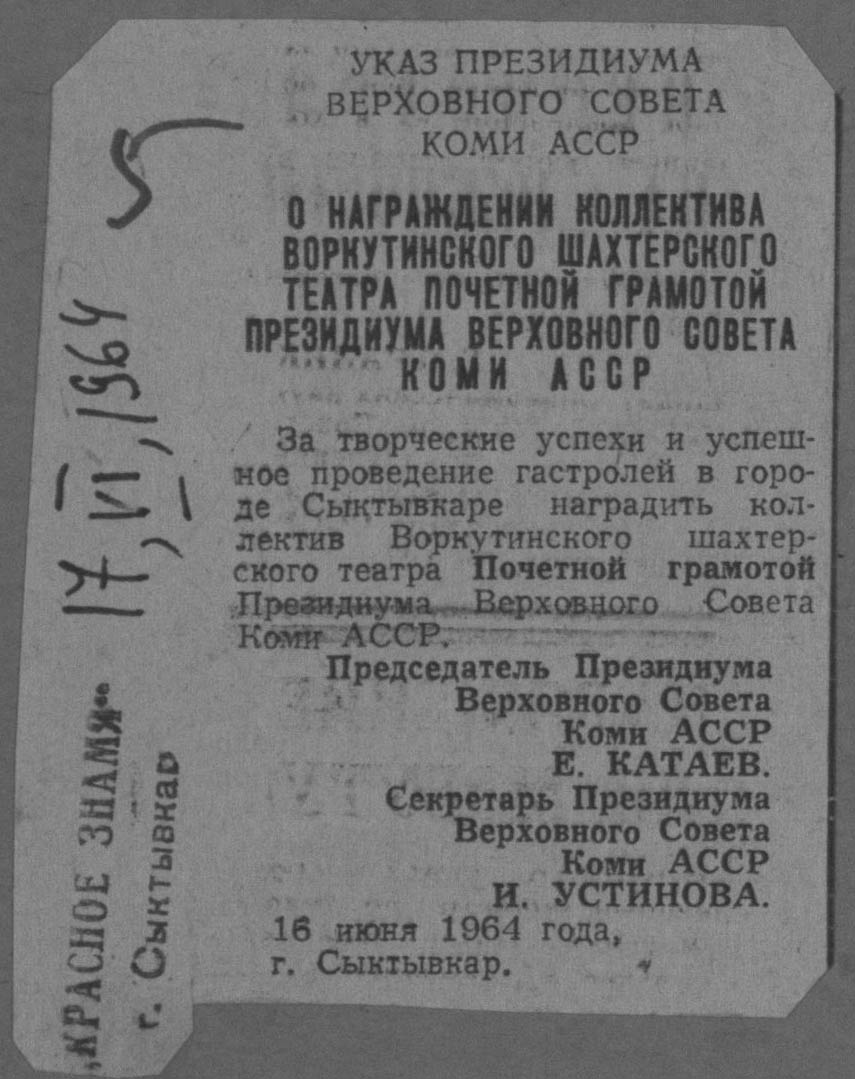 УКАЗ ПРЕЗИДИУМА
ВЕРХОВНОГО СОВЕТА
КОМИ АССР
О НАГРАЖДЕНИИ КОЛЛЕКТИВА
ВОРКУТИНСКОГО ШАХТЕРСКОГО
ТЕАТРА ПОЧЕТНОЙ ГРАМОТОЙ
ПРЕЗИДИУМА ВЕРХОВНОГО СОВЕТА
КОМИ АССР
За творческие успехи и успеш-
ное проведение гастролей в горо-
де Сыктывкаре наградить кол-
лектив Воркутинского шахтер-
ского театра Почетной грамотой
Президиума Верховного Совета
Коми АССР.
Председатель Президиума
Верховного Совета
Коми АССР
Е. КАТАЕВ.
Секретарь Президиума
Верховного Совета
Коми АССР
И. УСТИНОВА.
16 июня 1964 года,
г. Сыктывкар.
„КРАСНОЕ ЗНАМЯ“
г. Сыктывкар
17, VI, 1964
5